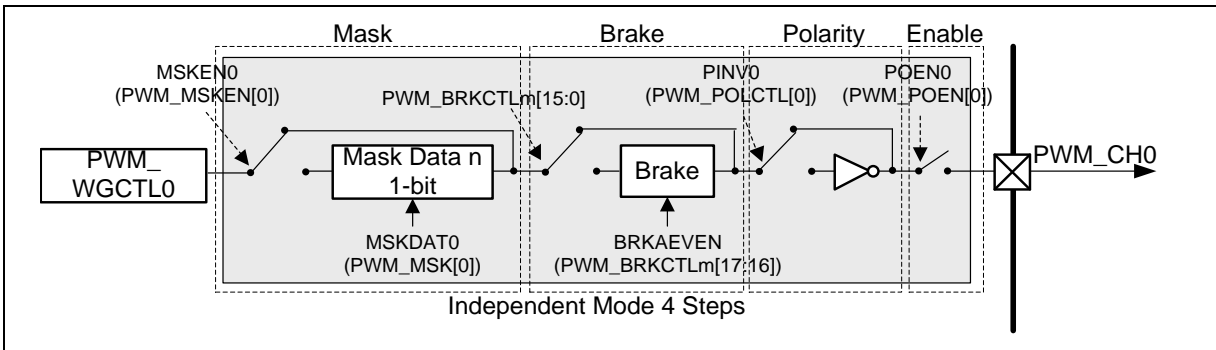 Mask
Brake
Polarity
Enable
MSKEN0
(PWM_MSKEN[0])
PWM_BRKCTLm[15:0]
PINV0
(PWM_POLCTL[0])
POEN0
(PWM_POEN[0])
PWM_
WGCTL0
Mask Data n
1-bit
Brake
PWM_CH0
MSKDAT0
(PWM_MSK[0])
BRKAEVEN
(PWM_BRKCTLm[17:16])
Independent Mode 4 Steps